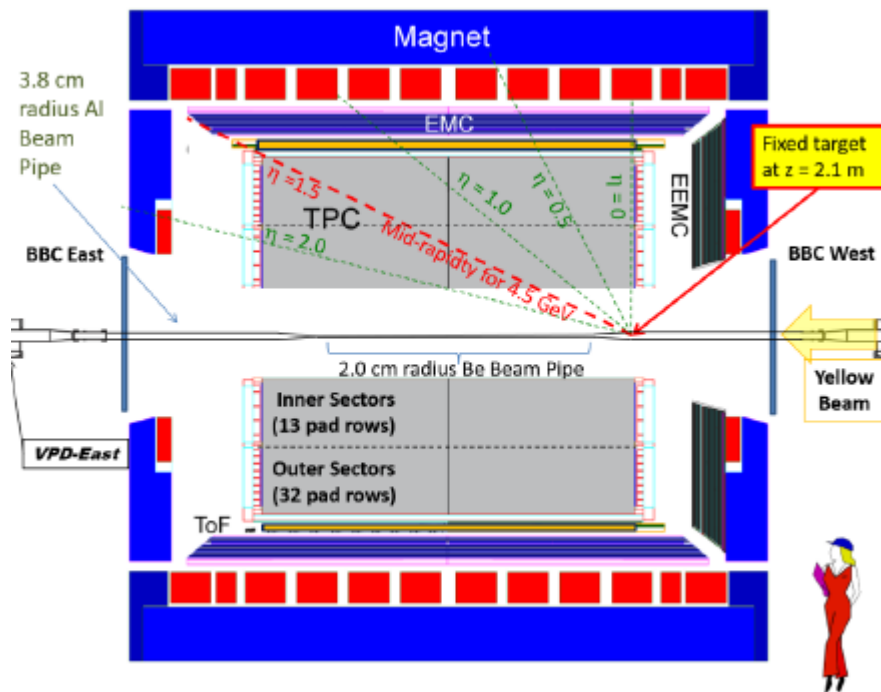 Magnet
3.8 cm
radius Al
Beam
Pipe
EMC
Fixed target
at z = 2.1 m
η =1.5
η = 1.0
η = 0.5
η = 0
EEMC
TPC
η = 2.0
Mid-rapidty for 4.5 GeV
BBC East
BBC West
2.0 cm radius Be Beam Pipe
Yellow
Beam
Inner Sectors
(13 pad rows)
VPD-East
Outer Sectors
(32 pad rows)
ToF